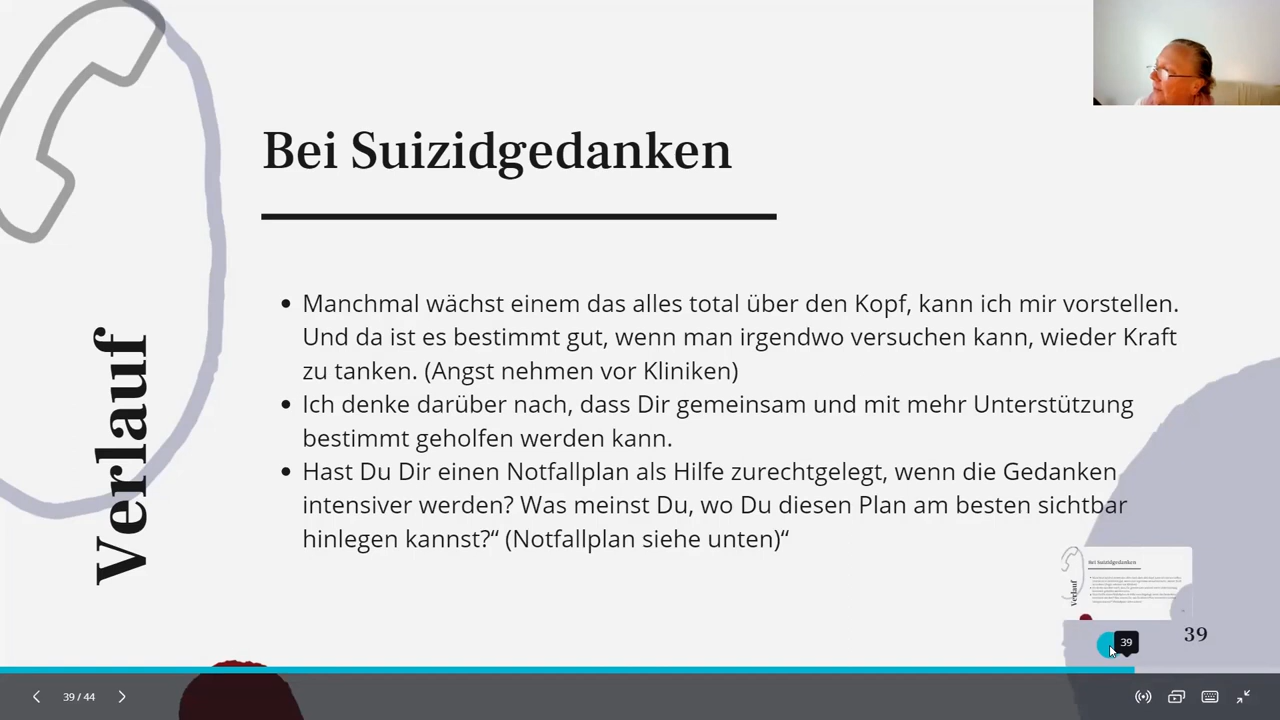 Bei Suizidgedanken
Verlauf
• Manchmal wächst einem das alles total über den Kopf, kann ich mir vorstellen.
Und da ist es bestimmt gut, wenn man irgendwo versuchen kann, wieder Kraft
zu tanken. (Angst nehmen vor Kliniken)
• Ich denke darüber nach, dass Dir gemeinsam und mit mehr Unterstützung
bestimmt geholfen werden kann.
• Hast Du Dir einen Notfallplan als Hilfe zurechtgelegt, wenn die Gedanken
intensiver werden? Was meinst Du, wo Du diesen Plan am besten sichtbar
hinlegen kannst?“ (Notfallplan siehe unten)“
Bei Suizidgedanken
Verlauf
39
39
39 / 44